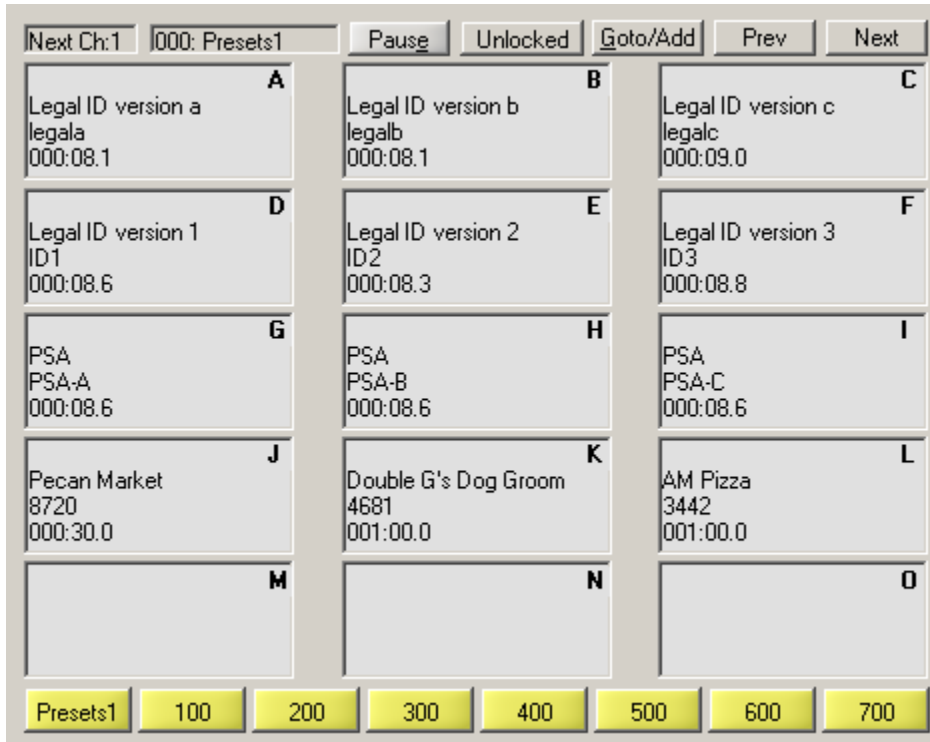 Next Ch:1 000: Presets1 Pause Unlocked Goto/Add Prev Next
A
Legal ID version a
legala
000:08.1
B
Legal ID version b
legalb
000:08.1
C
Legal ID version c
legalc
000:09.0
D
Legal ID version 1
ID1
000:08.6
E
Legal ID version 2
ID2
000:08.3
F
Legal ID version 3
ID3
000:08.8
G
PSA
PSA-A
000:08.6
H
PSA
PSA-B
000:08.6
I
PSA
PSA-C
000:08.6
J
Pecan Market
8720
000:30.0
K
Double G's Dog Groom
4681
001:00.0
L
AM Pizza
3442
001:00.0
M
N
O
Presets1 100 200 300 400 500 600 700